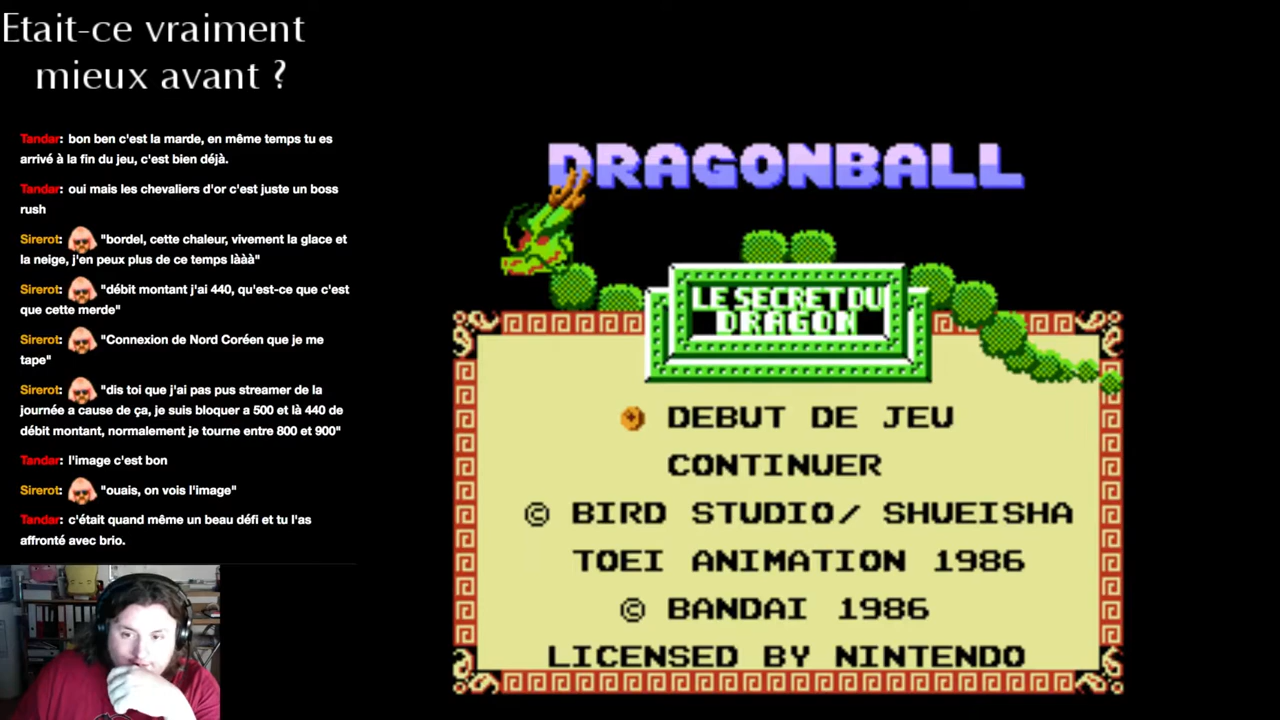 Etait-ce vraiment
mieux avant ?
Tandar: bon ben c'est la marde, en même temps tu es
arrivé à la fin du jeu, c'est bien déjà.
Tandar: oui mais les chevaliers d'or c'est juste un boss
rush
Sirerot: "bordel, cette chaleur, vivement la glace et
la neige, j'en peux plus de ce temps lààà"
Sirerot: "débit montant j'ai 440, qu'est-ce que c'est
que cette merde"
Sirerot: "Connexion de Nord Coréen que je me
tape"
Sirerot: "dis toi que j'ai pas pus streamer de la
journée a cause de ça, je suis bloquer a 500 et là 440 de
débit montant, normalement je tourne entre 800 et 900"
Tandar: l'image c'est bon
Sirerot: "ouais, on vois l'image"
Tandar: c'était quand même un beau défi et tu l'as
affronté avec brio.
DRAGONBALL
LE SECRET DU
DRAGON
DEBUT DE JEU
CONTINUER
© BIRD STUDIO/ SHUEISHA
TOEI ANIMATION 1986
© BANDAI 1986
LICENSED BY NINTENDO